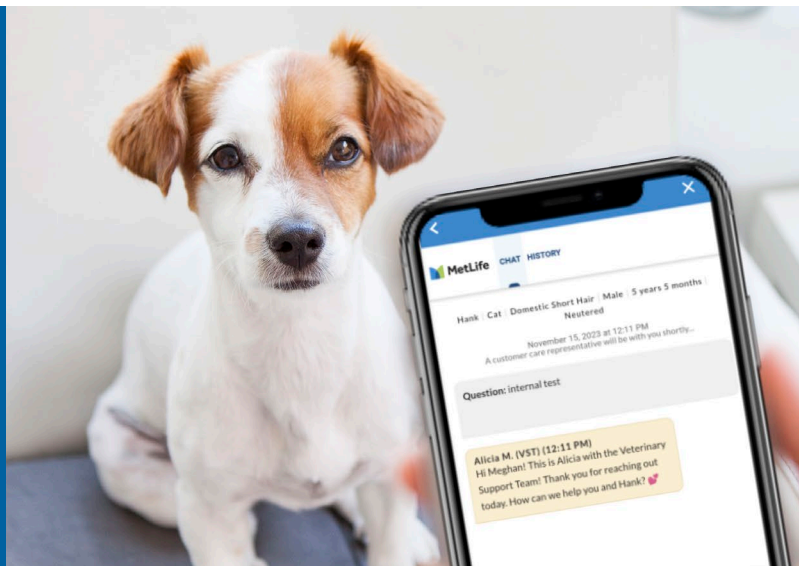 MetLife CHAT HISTORY
Hank | Cat | Domestic Short Hair | Male | 5 years 5 months |
Neutered
November 15, 2023 at 12:11 PM
A customer care representative will be with you shortly...
Question: internal test
Alicia M. (VST) (12:11 PM)
Hi Meghan! This is Alicia with the Veterinary
Support Team! Thank you for reaching out
today. How can we help you and Hank? 💕